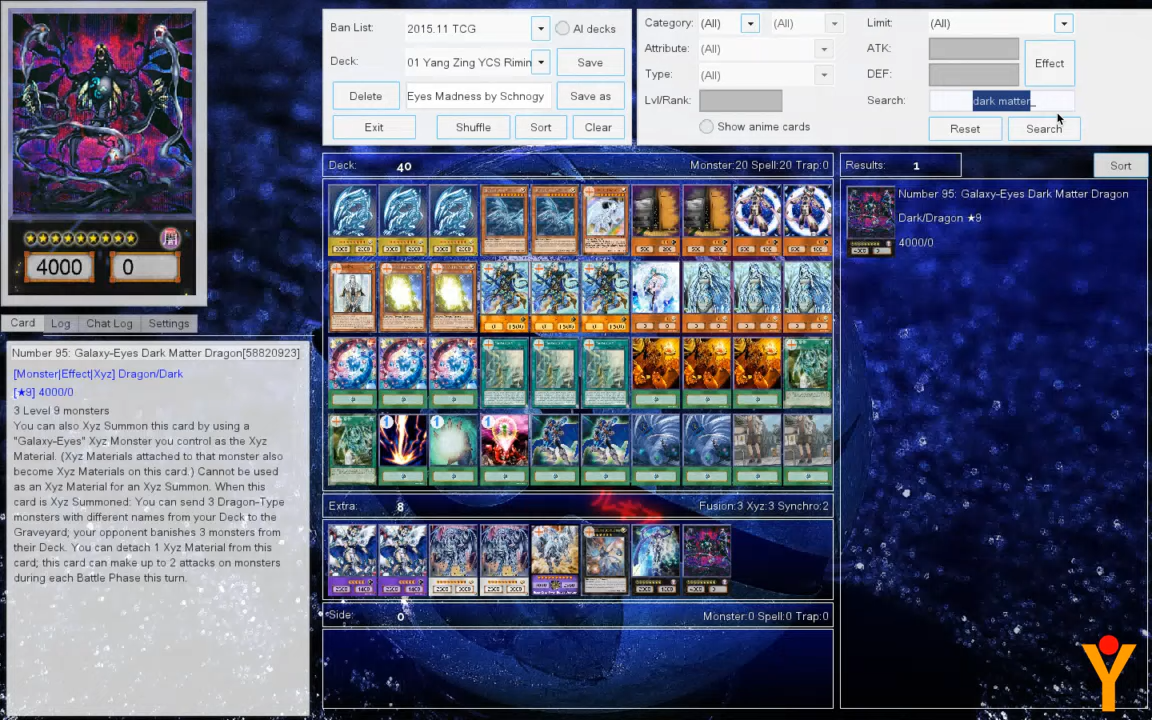 4000 0
Card Log Chat Log Settings
Number 95: Galaxy-Eyes Dark Matter Dragon[58820923]
[Monster|Effect|Xyz] Dragon/Dark
[★9] 4000/0
3 Level 9 monsters
You can also Xyz Summon this card by using a
"Galaxy-Eyes" Xyz Monster you control as the Xyz
Material. (Xyz Materials attached to that monster also
become Xyz Materials on this card.) Cannot be used
as an Xyz Material for an Xyz Summon. When this
card is Xyz Summoned: You can send 3 Dragon-Type
monsters with different names from your Deck to the
Graveyard; your opponent banishes 3 monsters from
their Deck. You can detach 1 Xyz Material from this
card; this card can make up to 2 attacks on monsters
during each Battle Phase this turn.
Ban List: 2015.11 TCG AI decks
Deck: 01 Yang Zing YCS Rimin Save
Delete Eyes Madness by Schnogy Save as
Exit Shuffle Sort Clear
Category: (All) (All) Limit: (All)
Attribute: (All) ATK:
Type: (All) DEF: Effect
Lvl/Rank: Search: dark matter_
Show anime cards Reset Search
Deck: 40 Monster:20 Spell:20 Trap:0
Results: 1 Sort
Number 95: Galaxy-Eyes Dark Matter Dragon
Dark/Dragon ★9
4000/0
Extra: 8 Fusion:3 Xyz:3 Synchro:2
Side: 0 Monster:0 Spell:0 Trap:0